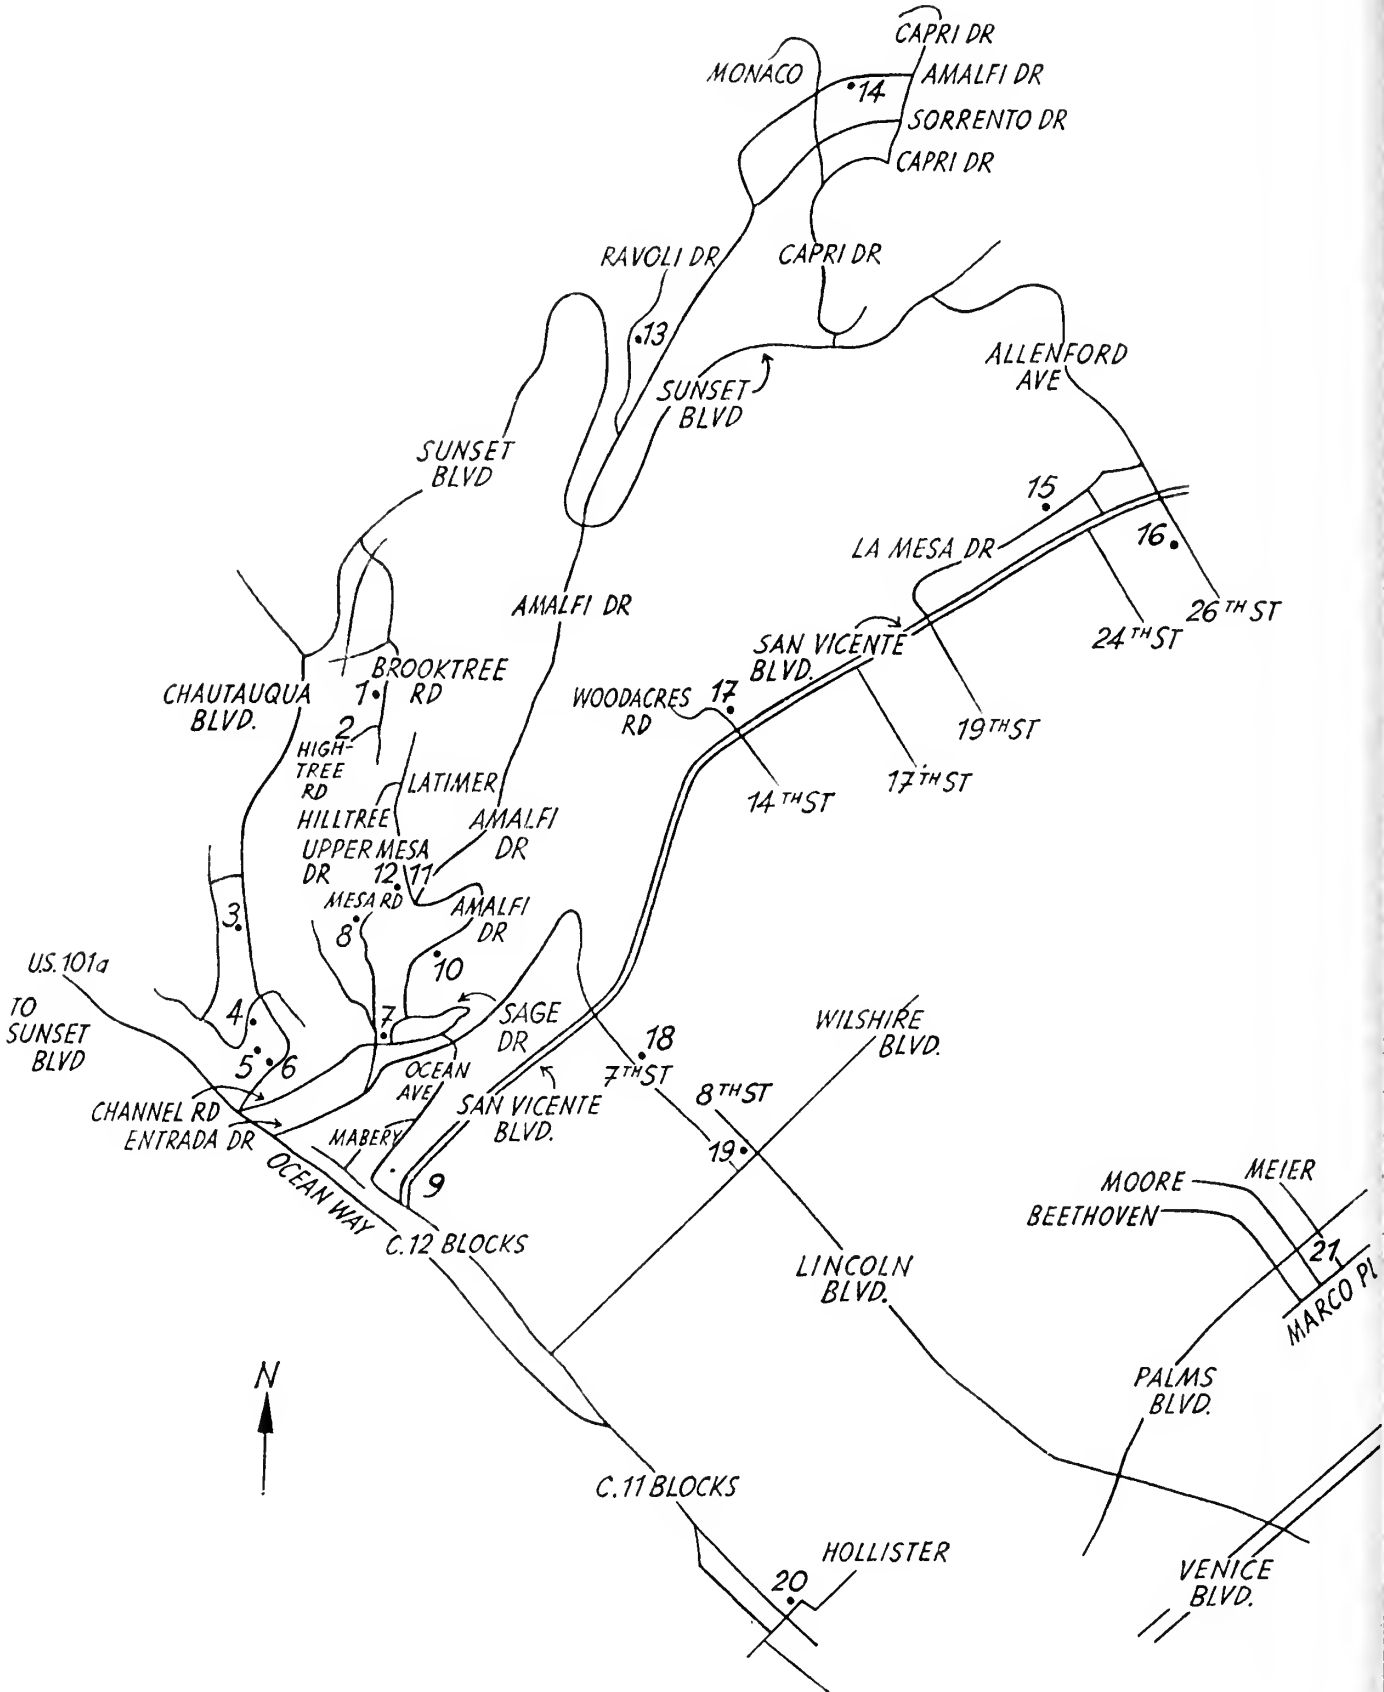 CAPRI DR
MONACO
AMALFI DR
14
SORRENTO DR
CAPRI DR
RAVOLI DR
CAPRI DR
13
ALLENFORD
AVE
SUNSET
BLVD
SUNSET
BLVD
15
16
LA MESA DR
AMALFI DR
26TH ST
24TH ST
SAN VICENTE
BLVD.
BROOKTREE
RD
1
CHAUTAUQUA
BLVD.
WOODACRES
RD
17
2
HIGH-
TREE
RD
19TH ST
17TH ST
14TH ST
LATIMER
HILLTREE
AMALFI
DR
UPPER MESA
DR
12
11
MESA RD
AMALFI
DR
3
8
10
U.S. 101a
TO
SUNSET
BLVD
4
7
SAGE
DR
WILSHIRE
BLVD.
5
6
18
7TH ST
OCEAN
AVE
8TH ST
CHANNEL RD
ENTRADA DR
SAN VICENTE
BLVD.
MABERY
19
OCEAN WAY
9
MOORE
MEIER
BEETHOVEN
C.12 BLOCKS
21
MARCO PL
LINCOLN
BLVD.
N
PALMS
BLVD.
C.11 BLOCKS
HOLLISTER
20
VENICE
BLVD.